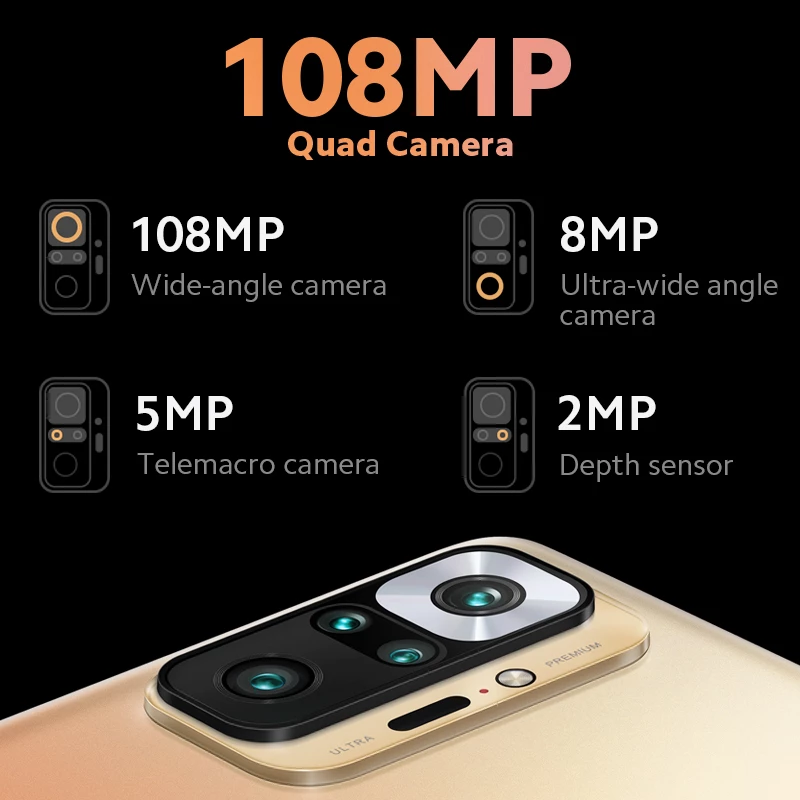 108MP
Quad Camera
108MP
Wide-angle camera
8MP
Ultra-wide angle
camera
5MP
Telemacro camera
2MP
Depth sensor
PREMIUM
ULTRA